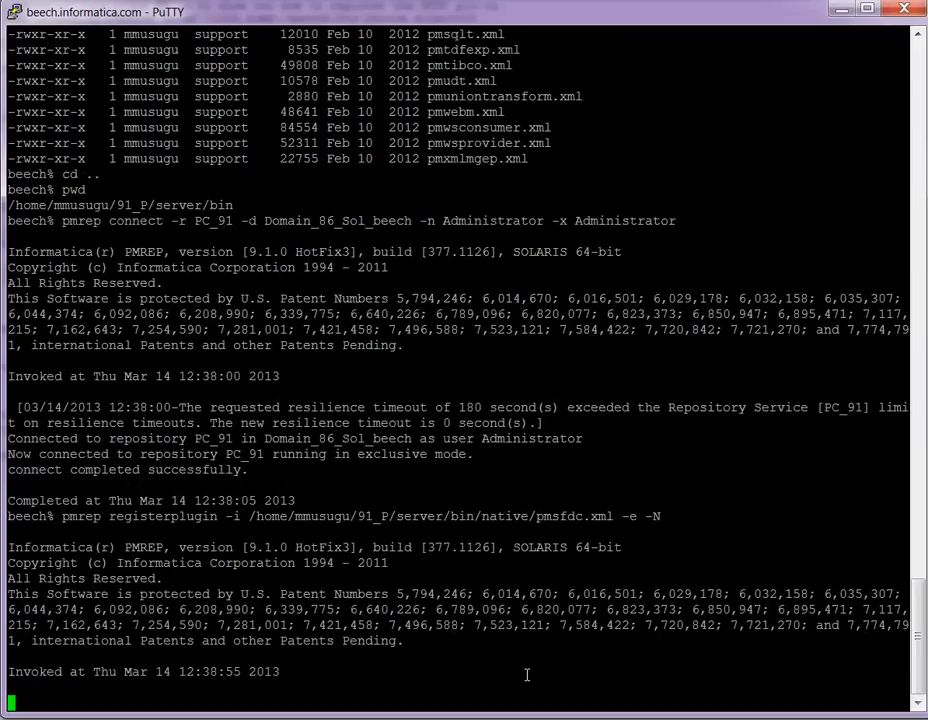 beech.informatica.com - PuTTY
-rwxr-xr-x   1 mmusugu  support    12010 Feb 10  2012 pmsqlt.xml
-rwxr-xr-x   1 mmusugu  support     8535 Feb 10  2012 pmtdfexp.xml
-rwxr-xr-x   1 mmusugu  support    49808 Feb 10  2012 pmtibco.xml
-rwxr-xr-x   1 mmusugu  support    10578 Feb 10  2012 pmudt.xml
-rwxr-xr-x   1 mmusugu  support     2880 Feb 10  2012 pmuniontransform.xml
-rwxr-xr-x   1 mmusugu  support    48641 Feb 10  2012 pmwebm.xml
-rwxr-xr-x   1 mmusugu  support    84554 Feb 10  2012 pmwsconsumer.xml
-rwxr-xr-x   1 mmusugu  support    52311 Feb 10  2012 pmwsprovider.xml
-rwxr-xr-x   1 mmusugu  support    22755 Feb 10  2012 pmxmlmgep.xml
beech% cd ..
beech% pwd
/home/mmusugu/91_P/server/bin
beech% pmrep connect -r PC_91 -d Domain_86_Sol_beech -n Administrator -x Administrator
Informatica(r) PMREP, version [9.1.0 HotFix3], build [377.1126], SOLARIS 64-bit
Copyright (c) Informatica Corporation 1994 - 2011
All Rights Reserved.
This Software is protected by U.S. Patent Numbers 5,794,246; 6,014,670; 6,016,501; 6,029,178; 6,032,158; 6,035,307;
6,044,374; 6,092,086; 6,208,990; 6,339,775; 6,640,226; 6,789,096; 6,820,077; 6,823,373; 6,850,947; 6,895,471; 7,117,
215; 7,162,643; 7,254,590; 7,281,001; 7,421,458; 7,496,588; 7,523,121; 7,584,422; 7,720,842; 7,721,270; and 7,774,79
1, international Patents and other Patents Pending.
Invoked at Thu Mar 14 12:38:00 2013
[03/14/2013 12:38:00-The requested resilience timeout of 180 second(s) exceeded the Repository Service [PC_91] limi
t on resilience timeouts. The new resilience timeout is 0 second(s).]
Connected to repository PC_91 in Domain_86_Sol_beech as user Administrator
Now connected to repository PC_91 running in exclusive mode.
connect completed successfully.
Completed at Thu Mar 14 12:38:05 2013
beech% pmrep registerplugin -i /home/mmusugu/91_P/server/bin/native/pmsfdc.xml -e -N
Informatica(r) PMREP, version [9.1.0 HotFix3], build [377.1126], SOLARIS 64-bit
Copyright (c) Informatica Corporation 1994 - 2011
All Rights Reserved.
This Software is protected by U.S. Patent Numbers 5,794,246; 6,014,670; 6,016,501; 6,029,178; 6,032,158; 6,035,307;
6,044,374; 6,092,086; 6,208,990; 6,339,775; 6,640,226; 6,789,096; 6,820,077; 6,823,373; 6,850,947; 6,895,471; 7,117,
215; 7,162,643; 7,254,590; 7,281,001; 7,421,458; 7,496,588; 7,523,121; 7,584,422; 7,720,842; 7,721,270; and 7,774,79
1, international Patents and other Patents Pending.
Invoked at Thu Mar 14 12:38:55 2013